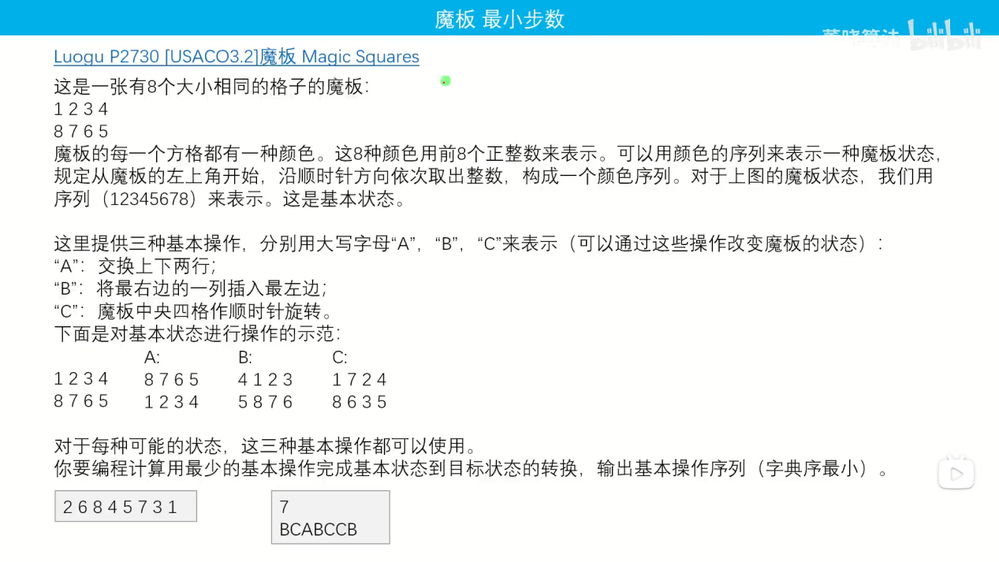 魔板 最小步数
董晓算法 bilibili
Luogu P2730 [USACO3.2]魔板 Magic Squares
这是一张有8个大小相同的格子的魔板：
1 2 3 4
8 7 6 5
魔板的每一个方格都有一种颜色。这8种颜色用前8个正整数来表示。可以用颜色的序列来表示一种魔板状态，
规定从魔板的左上角开始，沿顺时针方向依次取出整数，构成一个颜色序列。对于上图的魔板状态，我们用
序列（12345678）来表示。这是基本状态。
这里提供三种基本操作，分别用大写字母“A”，“B”，“C”来表示（可以通过这些操作改变魔板的状态）：
“A”：交换上下两行；
“B”：将最右边的一列插入最左边；
“C”：魔板中央四格作顺时针旋转。
下面是对基本状态进行操作的示范：
A: B: C:
1 2 3 4 8 7 6 5 4 1 2 3 1 7 2 4
8 7 6 5 1 2 3 4 5 8 7 6 8 6 3 5
对于每种可能的状态，这三种基本操作都可以使用。
你要编程计算用最少的基本操作完成基本状态到目标状态的转换，输出基本操作序列（字典序最小）。
2 6 8 4 5 7 3 1
7
BCABCCB